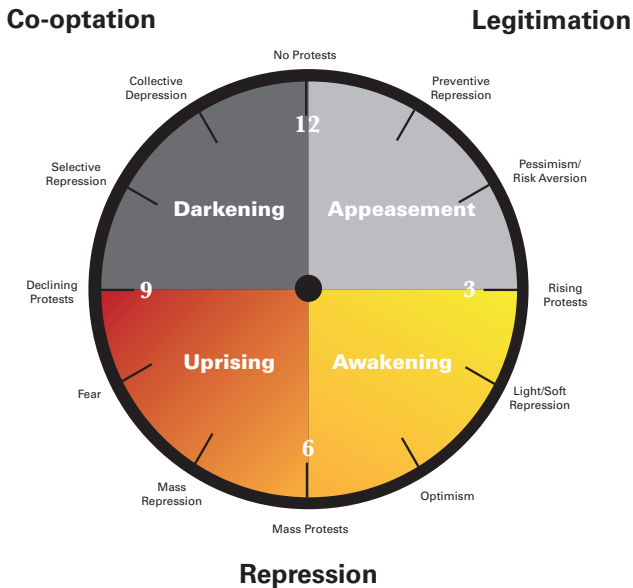 Co-optation
Legitimation
No Protests
Collective
Depression
Preventive
Repression
12
Selective
Repression
Pessimism/
Risk Aversion
Darkening
Appeasement
Declining
Protests
9
3
Rising
Protests
Uprising
Awakening
Fear
Light/Soft
Repression
6
Mass
Repression
Optimism
Mass Protests
Repression